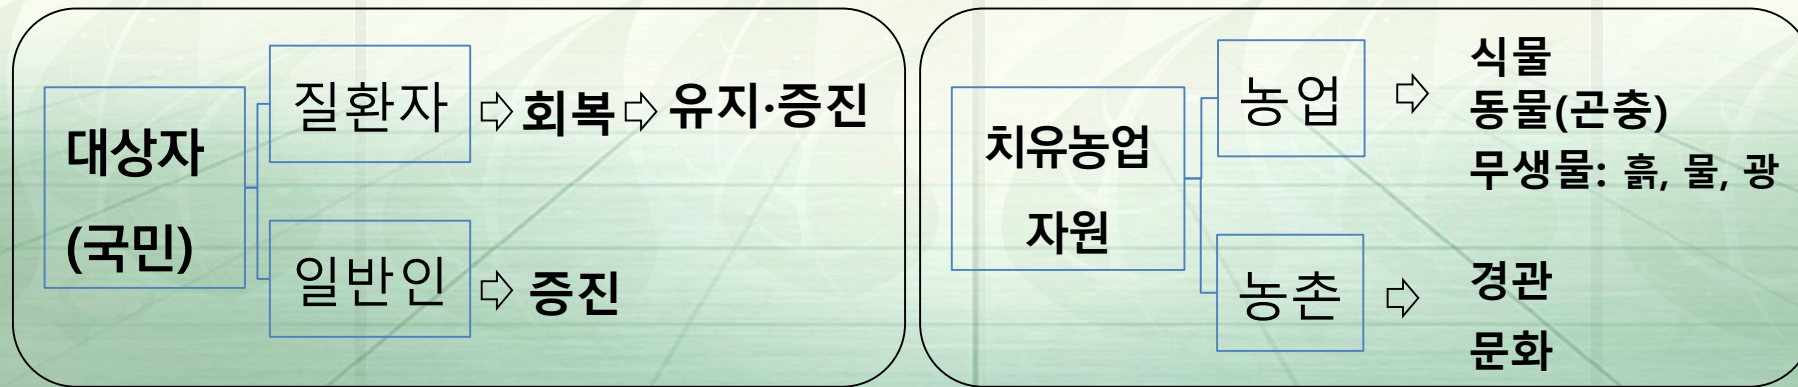 대상자
(국민)
질환자 ⇨ 회복 ⇨ 유지·증진
일반인 ⇨ 증진
치유농업
자원
농업 ⇨
식물
동물(곤충)
무생물: 흙, 물, 광
농촌 ⇨
경관
문화